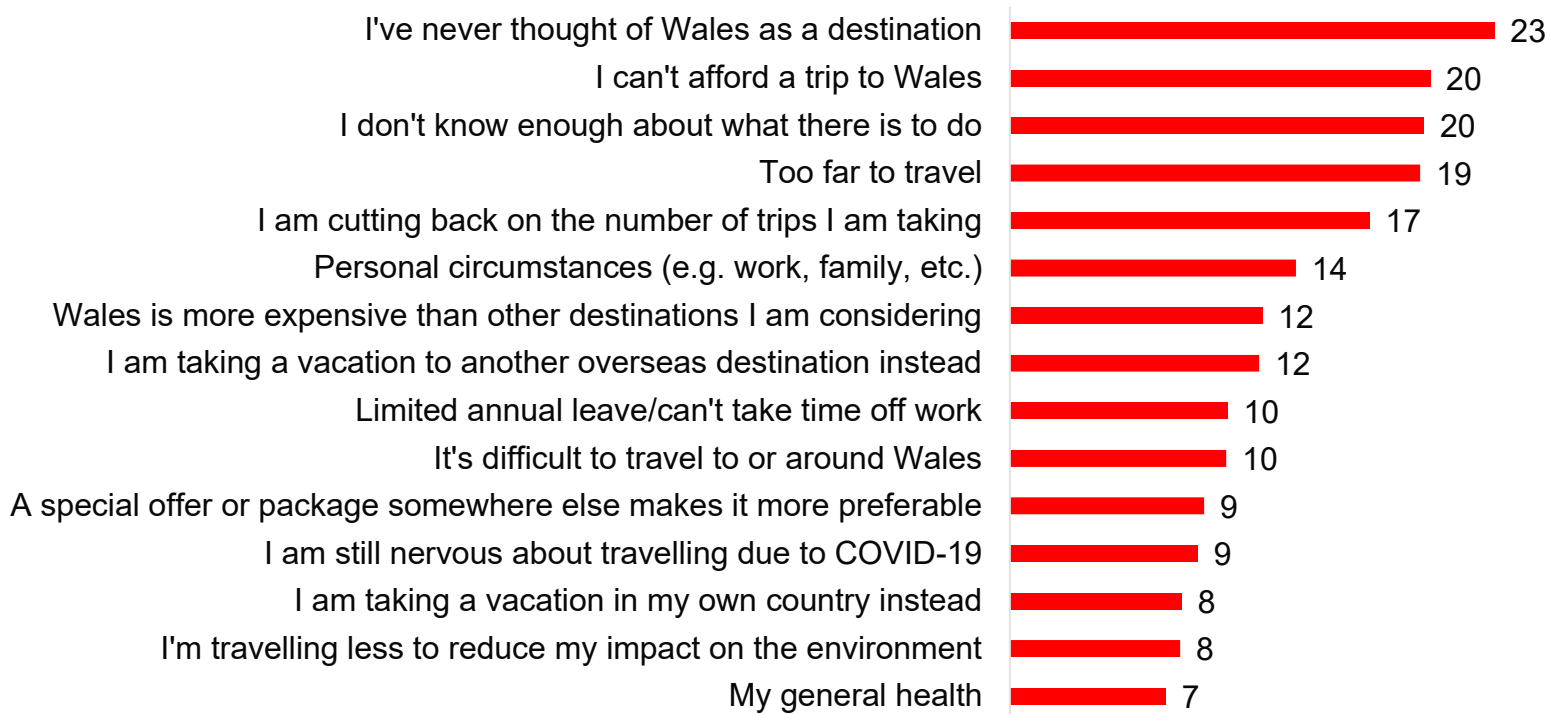 I've never thought of Wales as a destination 23
I can't afford a trip to Wales 20
I don't know enough about what there is to do 20
Too far to travel 19
I am cutting back on the number of trips I am taking 17
Personal circumstances (e.g. work, family, etc.) 14
Wales is more expensive than other destinations I am considering 12
I am taking a vacation to another overseas destination instead 12
Limited annual leave/can't take time off work 10
It's difficult to travel to or around Wales 10
A special offer or package somewhere else makes it more preferable 9
I am still nervous about travelling due to COVID-19 9
I am taking a vacation in my own country instead 8
I'm travelling less to reduce my impact on the environment 8
My general health 7